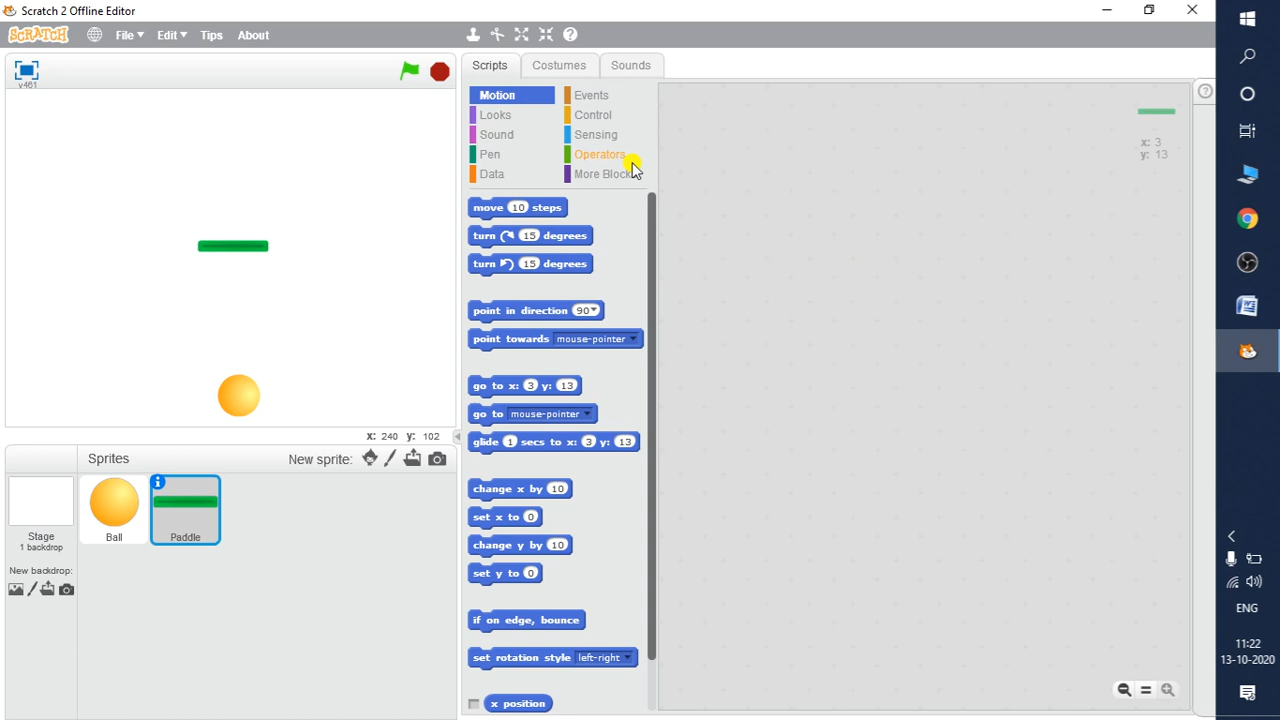 Scratch 2 Offline Editor
SCRATCH File Edit Tips About
v461
Scripts Costumes Sounds
Motion Events
Looks Control
Sound Sensing
Pen Operators
Data More Block
x: 3
y: 13
move 10 steps
turn 15 degrees
turn 15 degrees
point in direction 90
point towards mouse-pointer
go to x: 3 y: 13
go to mouse-pointer
glide 1 secs to x: 3 y: 13
change x by 10
set x to 0
change y by 10
set y to 0
if on edge, bounce
set rotation style left-right
x position
x: 240 y: 102
Sprites New sprite:
Stage
1 backdrop
New backdrop:
Ball
Paddle
ENG
11:22
13-10-2020